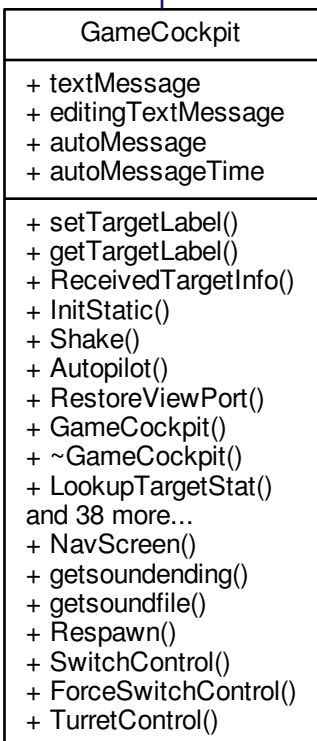 GameCockpit
+ textMessage
+ editingTextMessage
+ autoMessage
+ autoMessageTime
+ setTargetLabel()
+ getTargetLabel()
+ ReceivedTargetInfo()
+ InitStatic()
+ Shake()
+ Autopilot()
+ RestoreViewPort()
+ GameCockpit()
+ ~GameCockpit()
+ LookupTargetStat()
and 38 more...
+ NavScreen()
+ getsoundending()
+ getsoundfile()
+ Respawn()
+ SwitchControl()
+ ForceSwitchControl()
+ TurretControl()